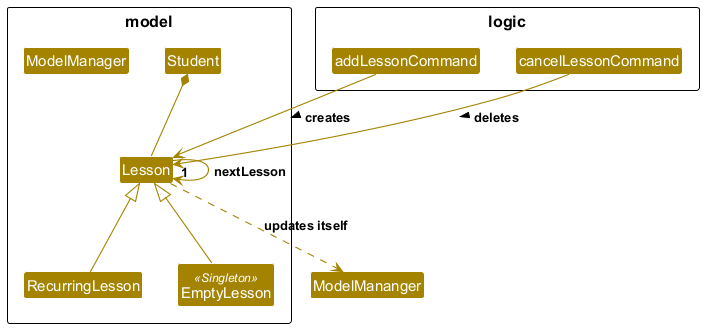 model
logic
ModelManager
Student
addLessonCommand
cancelLessonCommand
creates
deletes
Lesson
1
nextLesson
updates itself
RecurringLesson
«Singleton»
EmptyLesson
ModelMananger